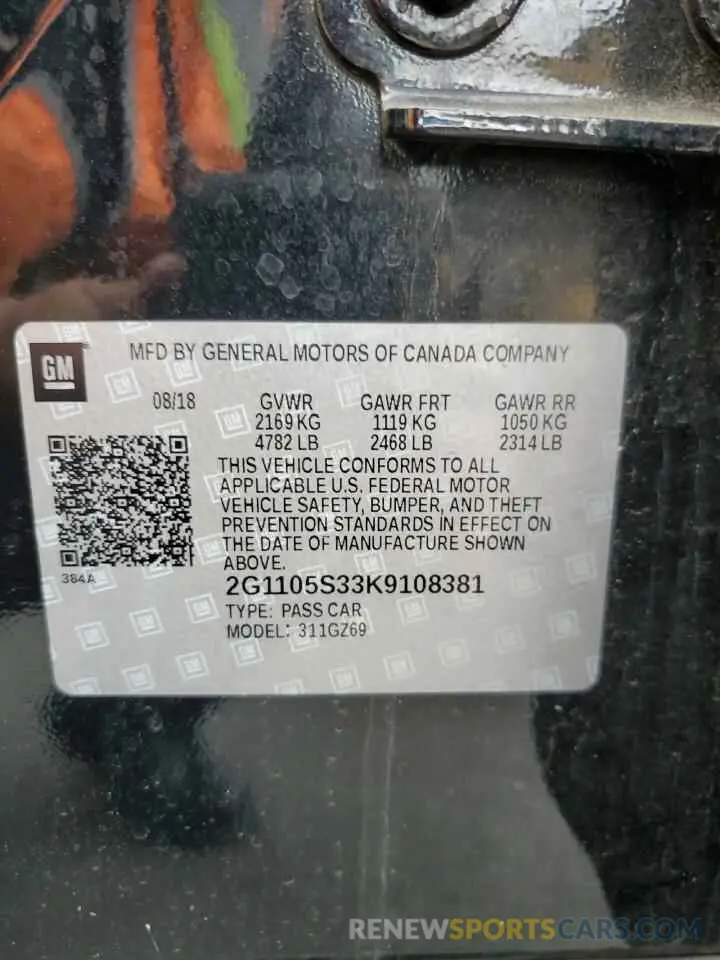 GM
MFD BY GENERAL MOTORS OF CANADA COMPANY
08/18 GVWR GAWR FRT GAWR RR
2169 KG 1119 KG 1050 KG
4782 LB 2468 LB 2314 LB
THIS VEHICLE CONFORMS TO ALL
APPLICABLE U.S. FEDERAL MOTOR
VEHICLE SAFETY, BUMPER, AND THEFT
PREVENTION STANDARDS IN EFFECT ON
THE DATE OF MANUFACTURE SHOWN
ABOVE.
384A
2G1105S33K9108381
TYPE: PASS CAR
MODEL: 311GZ69
RENEWSPORTSCARS.COM